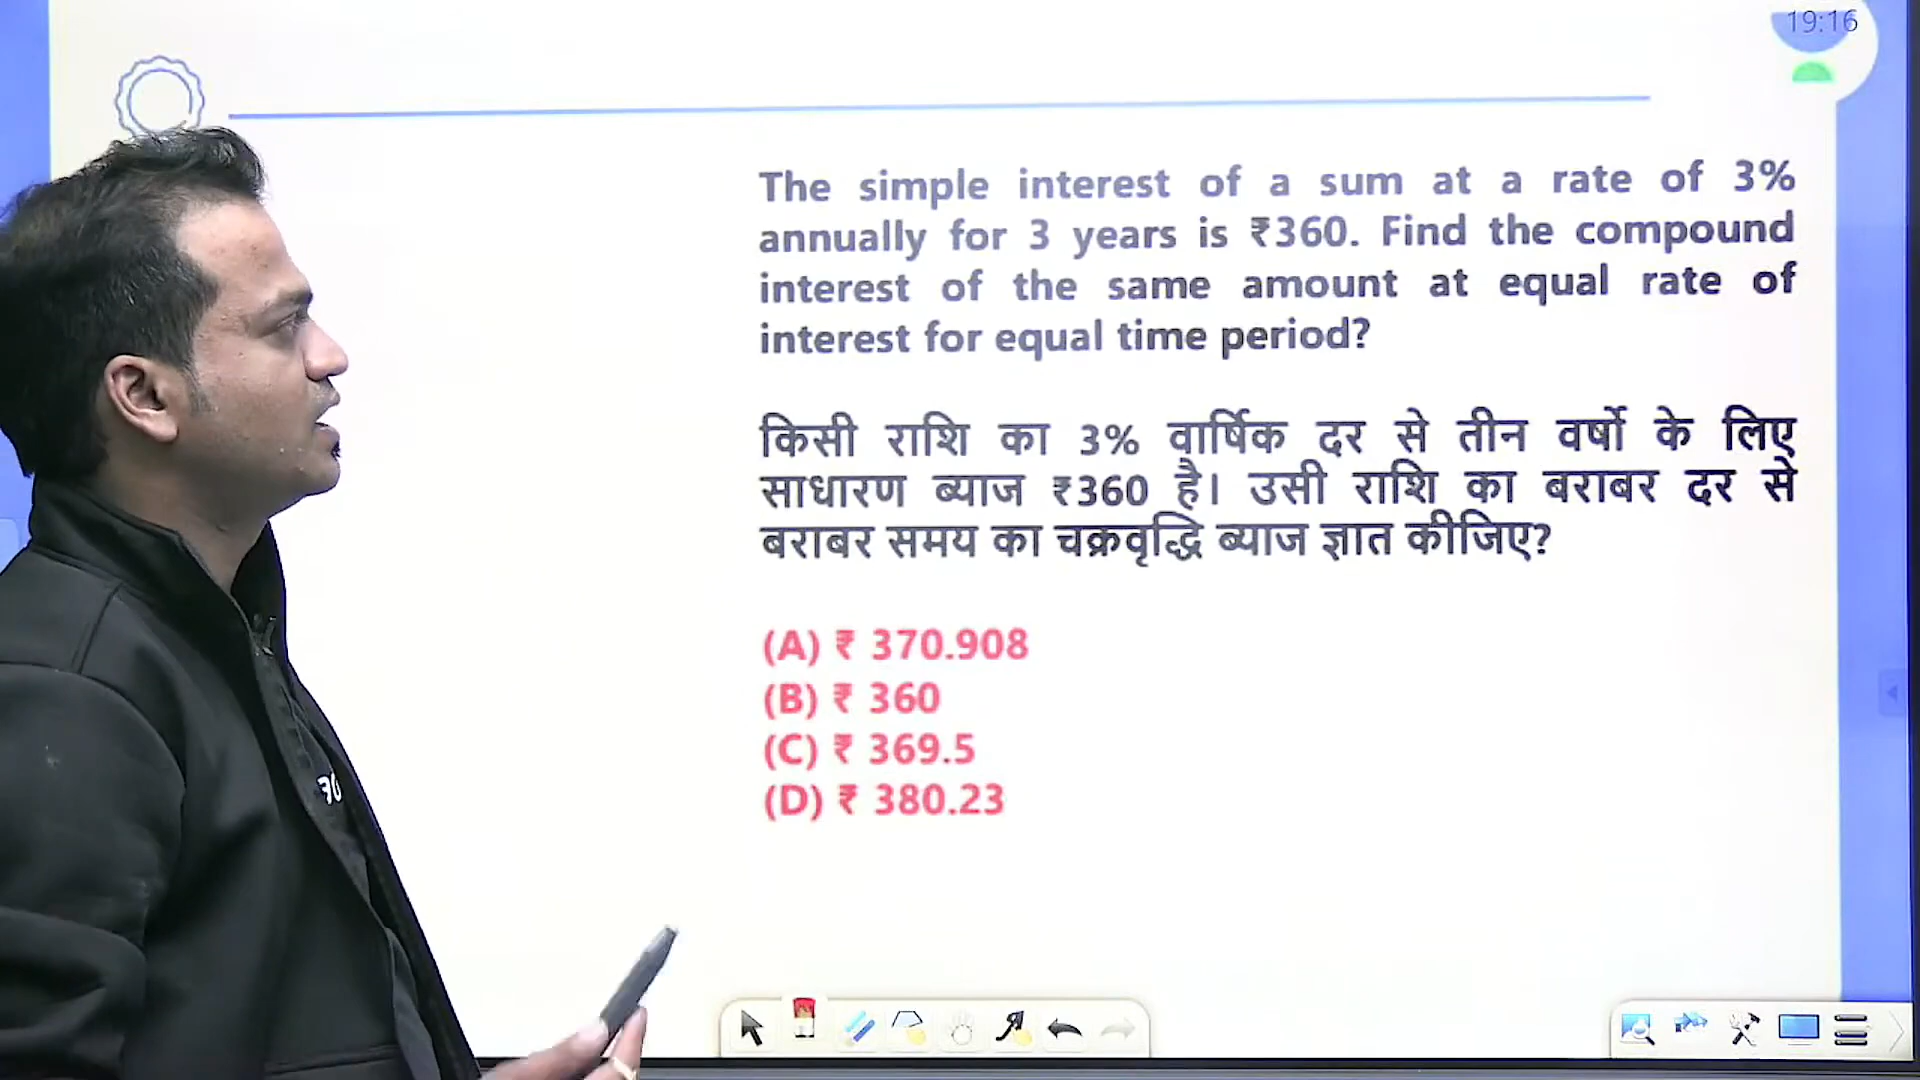 19:16
The simple interest of a sum at a rate of 3%
annually for 3 years is ₹360. Find the compound
interest of the same amount at equal rate of
interest for equal time period?
किसी राशि का 3% वार्षिक दर से तीन वर्षो के लिए
साधारण ब्याज ₹360 है। उसी राशि का बराबर दर से
बराबर समय का चक्रवृद्धि ब्याज ज्ञात कीजिए?
(A) ₹ 370.908
(B) ₹ 360
(C) ₹ 369.5
(D) ₹ 380.23